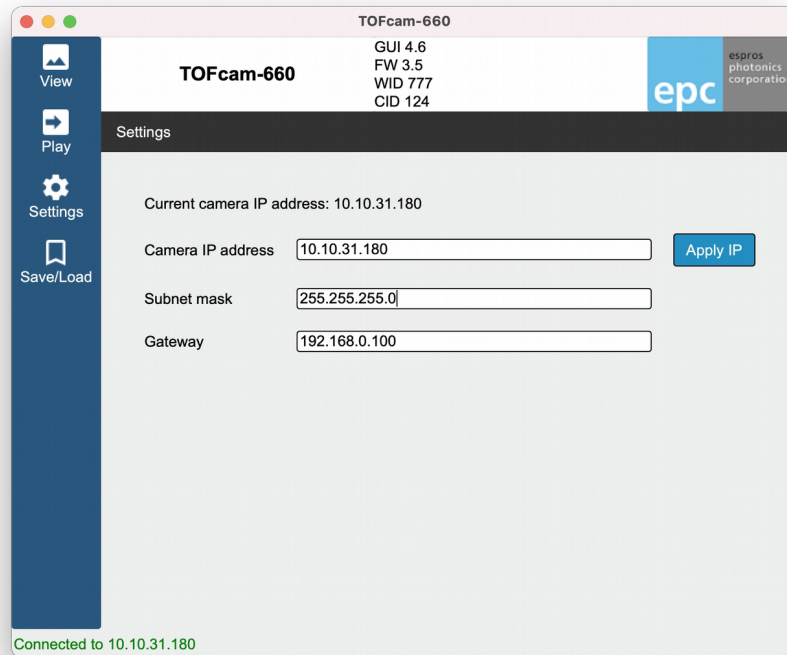 TOFcam-660
View
Play
Settings
Save/Load
TOFcam-660
GUI 4.6
FW 3.5
WID 777
CID 124
epc
espros
photonics
corporatio
Settings
Current camera IP address: 10.10.31.180
Camera IP address 10.10.31.180 Apply IP
Subnet mask 255.255.255.0
Gateway 192.168.0.100
Connected to 10.10.31.180